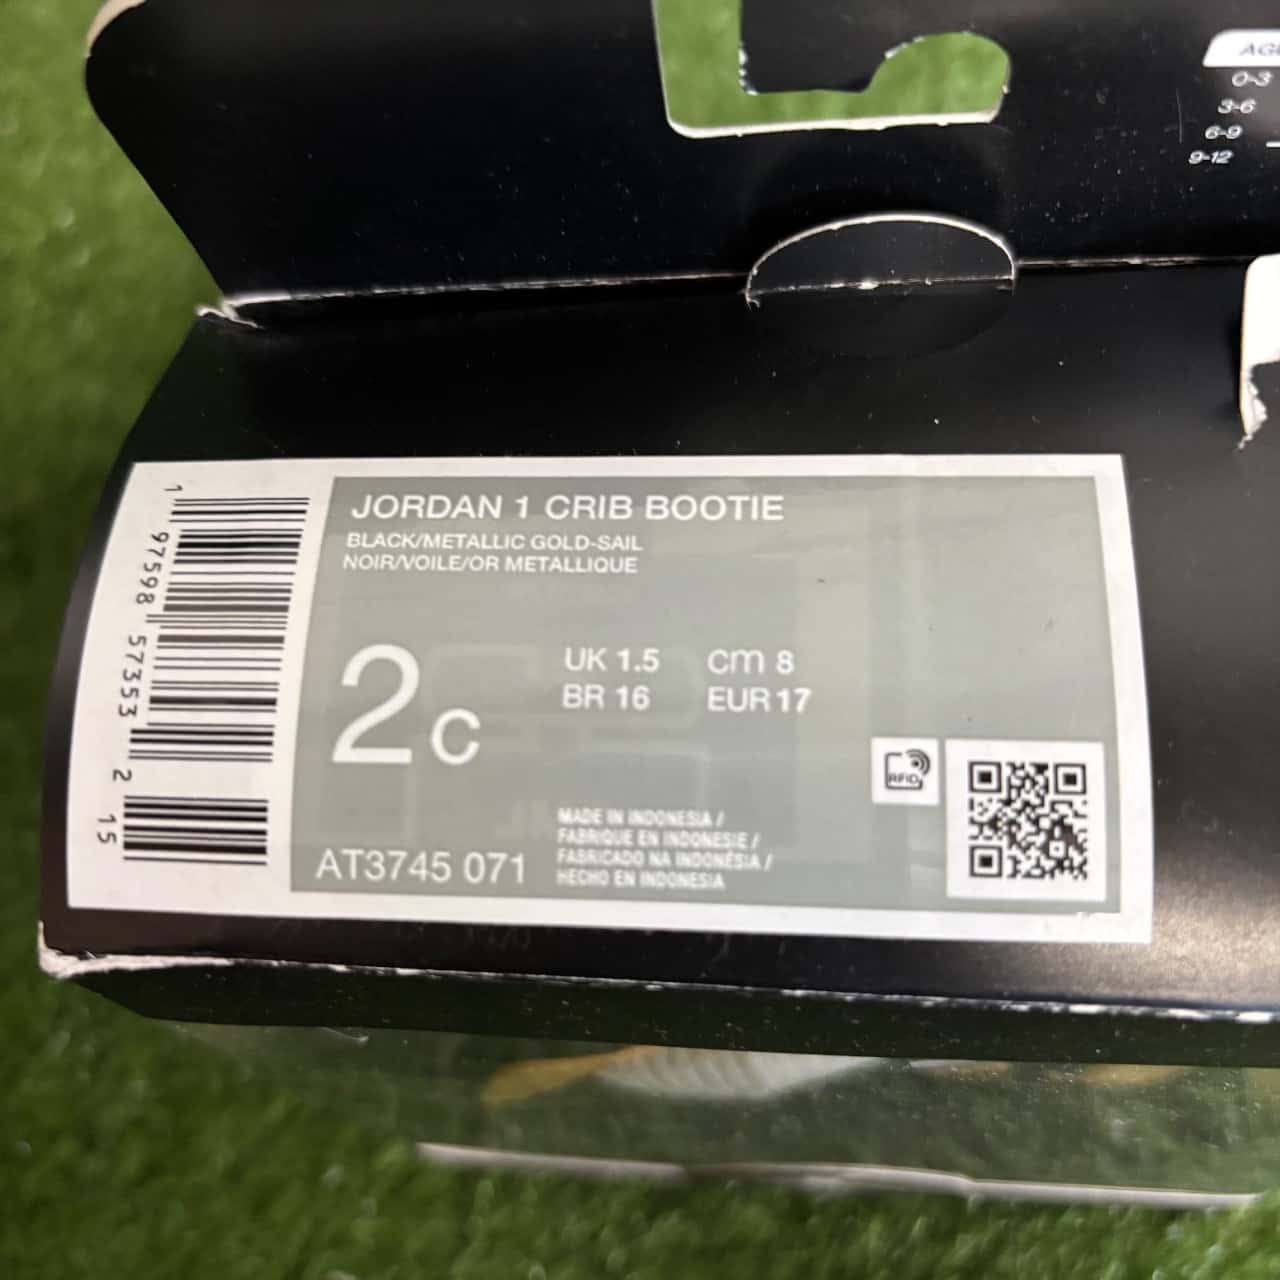 0-3
3-6
6-9
9-12
JORDAN 1 CRIB BOOTIE
BLACK/METALLIC GOLD-SAIL
NOIR/VOILE/OR METALLIQUE
2C
UK 1.5 cm 8
BR 16 EUR 17
RFID
AT3745 071
MADE IN INDONESIA /
FABRIQUE EN INDONESIE /
FABRICADO NA INDONÉSIA /
HECHO EN INDONESIA
1 97598 57353 2 15